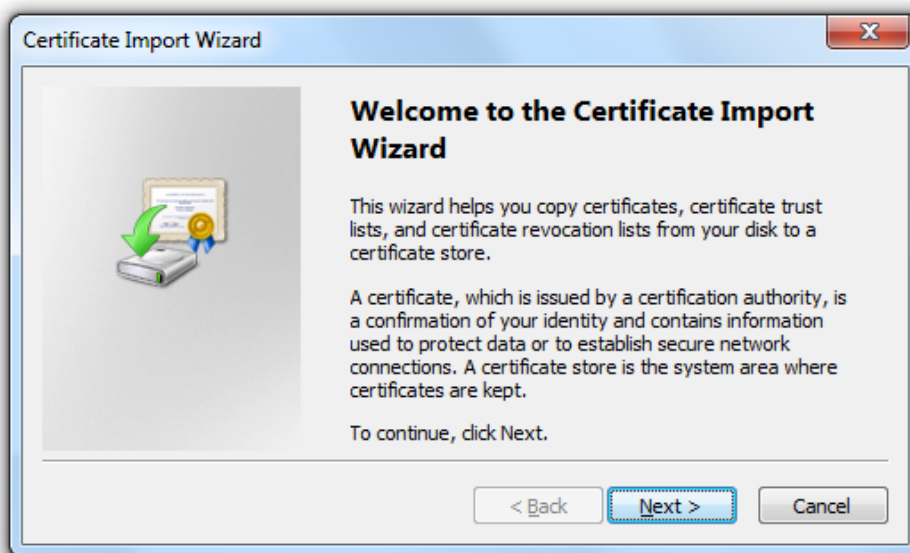 Certificate Import Wizard
Welcome to the Certificate Import
Wizard
This wizard helps you copy certificates, certificate trust
lists, and certificate revocation lists from your disk to a
certificate store.
A certificate, which is issued by a certification authority, is
a confirmation of your identity and contains information
used to protect data or to establish secure network
connections. A certificate store is the system area where
certificates are kept.
To continue, click Next.
< Back Next > Cancel